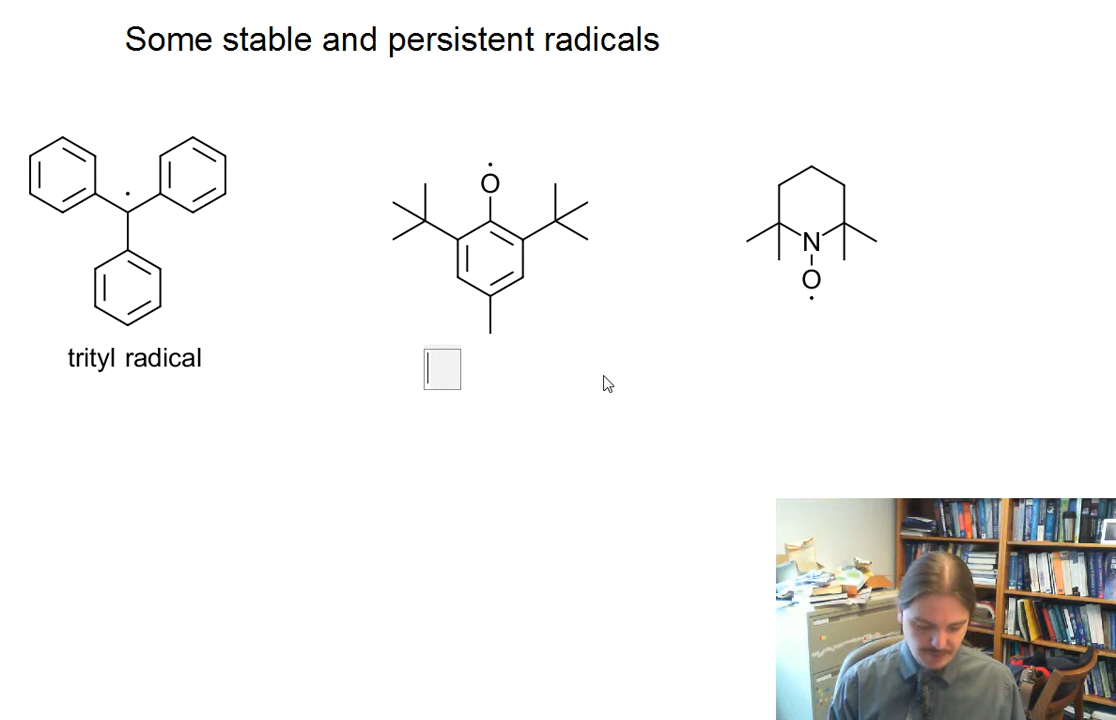 Some stable and persistent radicals
O
N
O
trityl radical